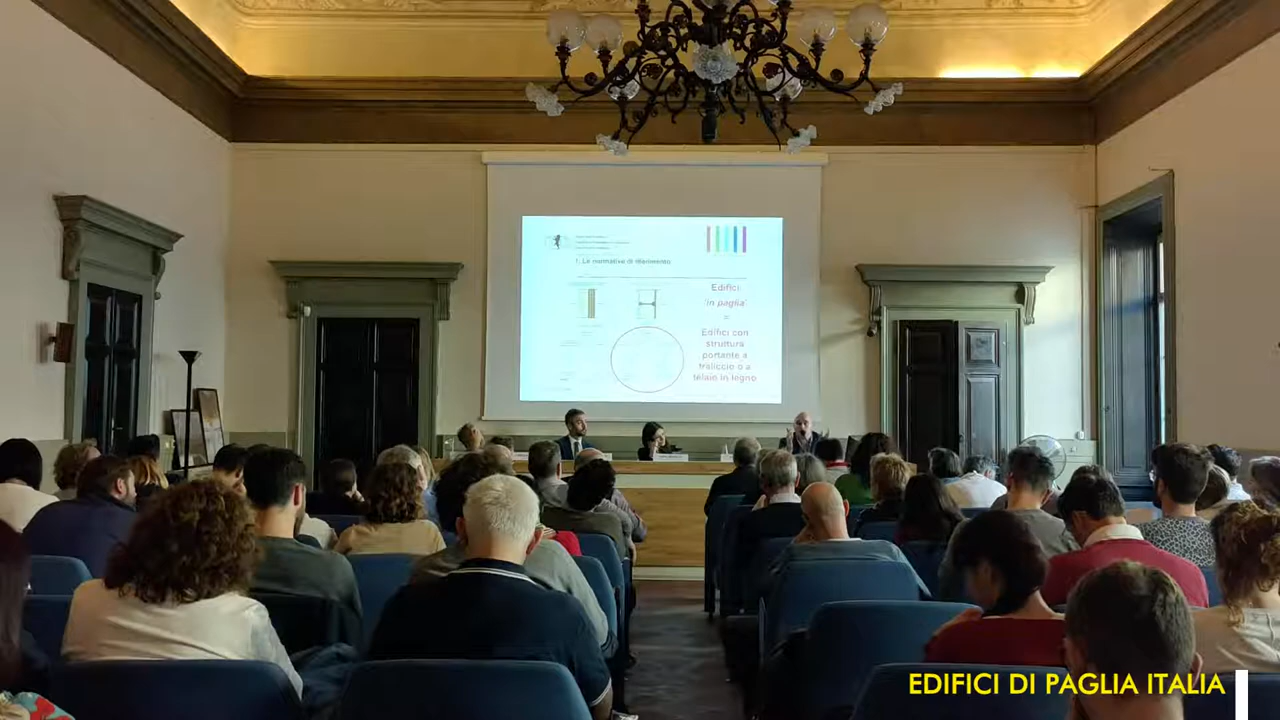 1. Le normative di riferimento
Edifici
'in paglia'
=
Edifici con
struttura
portante a
traliccio o a
telaio in legno
EDIFICI DI PAGLIA ITALIA